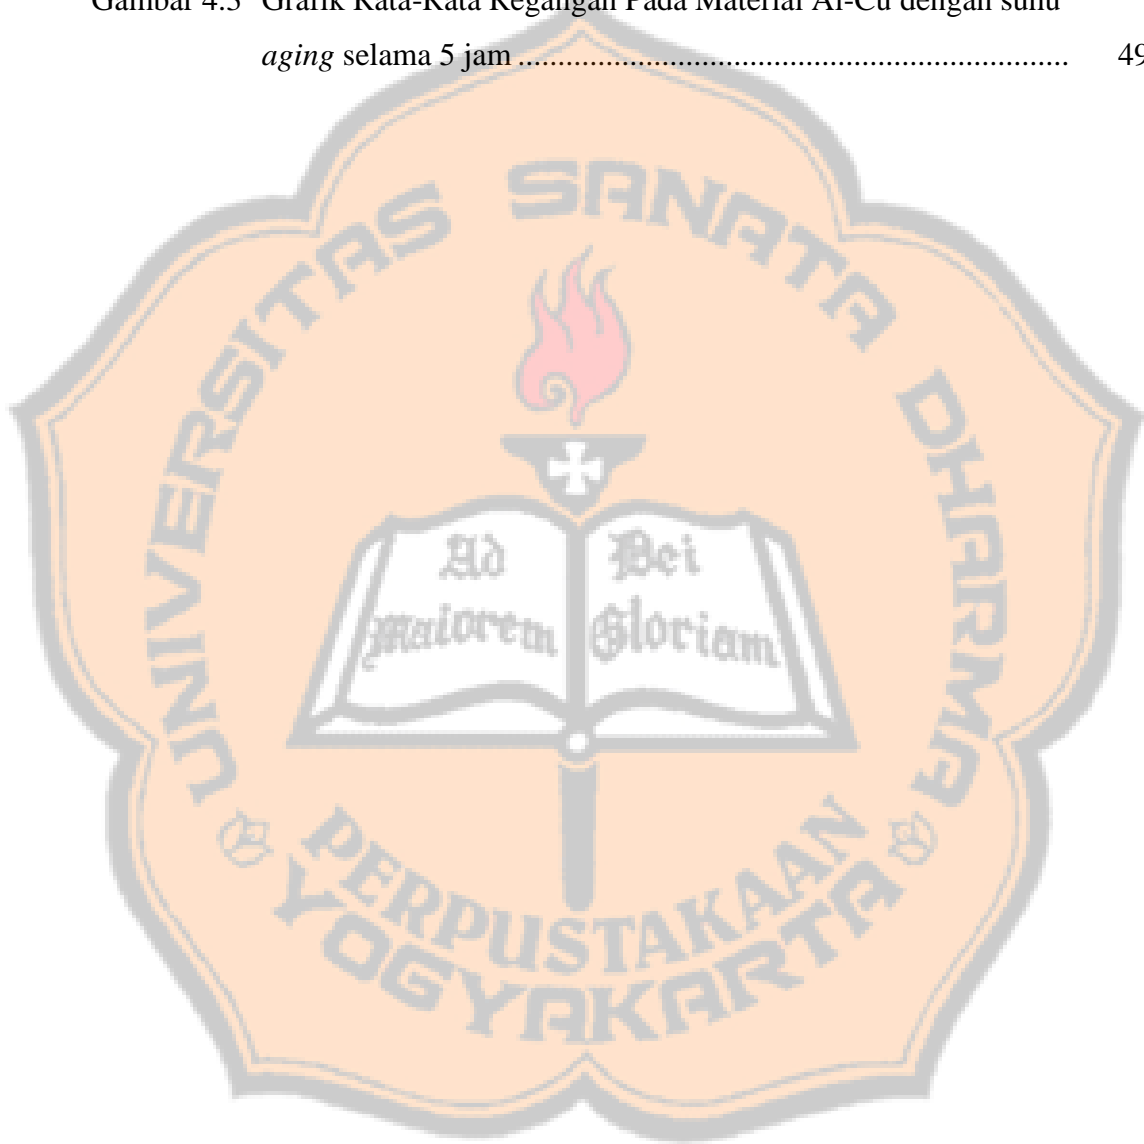 Gambar 4.5 Grafik Rata-Rata Regangan Pada Material Al-Cu dengan suhu
aging selama 5 jam ..................................................................... 49
UNIVERSITAS SANATA DHARMA
Ad Dei
Maiorem Gloriam
PERPUSTAKAAN
YOGYAKARTA